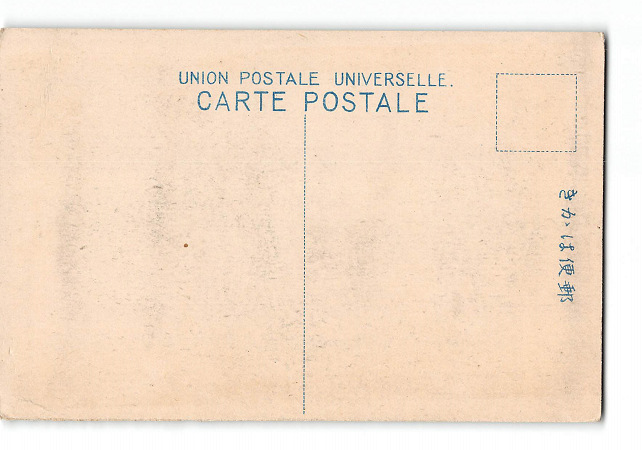 UNION POSTALE UNIVERSELLE.
CARTE POSTALE
きかは便郵